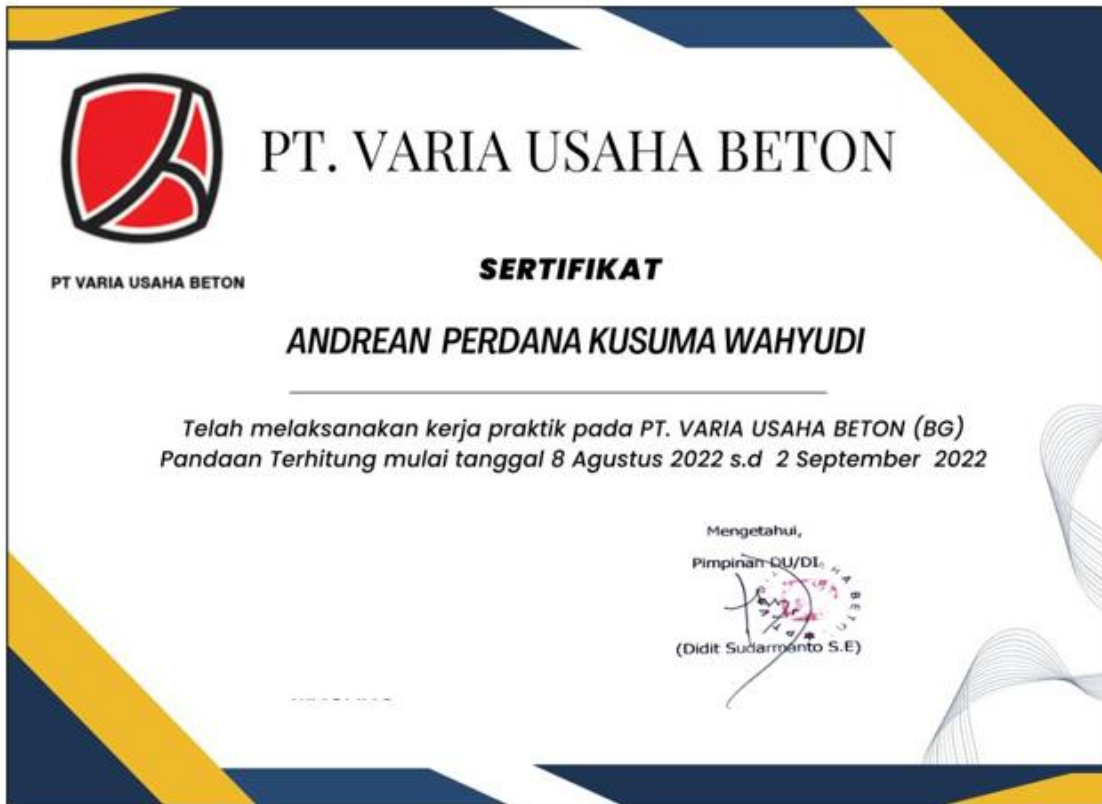 PT. VARIA USAHA BETON
PT VARIA USAHA BETON
SERTIFIKAT
ANDREAN PERDANA KUSUMA WAHYUDI
Telah melaksanakan kerja praktik pada PT. VARIA USAHA BETON (BG)
Pandaan Terhitung mulai tanggal 8 Agustus 2022 s.d 2 September 2022
Mengetahui,
Pimpinan DU/DI
(Didit Sudarmanto S.E)